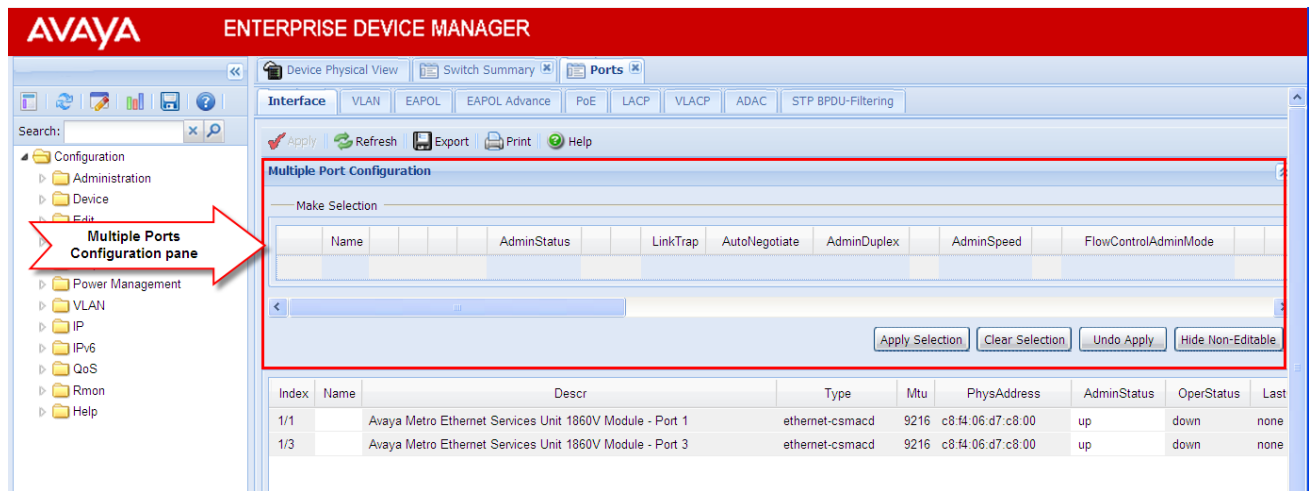 AVAYA ENTERPRISE DEVICE MANAGER
Device Physical View Switch Summary Ports
Interface VLAN EAPOL EAPOL Advance PoE LACP VLACP ADAC STP BPDU-Filtering
Search:
Apply Refresh Export Print Help
Configuration
Administration
Device
Edit
Multiple Ports
Configuration pane
Power Management
VLAN
IP
IPv6
QoS
Rmon
Help
Multiple Port Configuration
Make Selection
Name AdminStatus LinkTrap AutoNegotiate AdminDuplex AdminSpeed FlowControlAdminMode
Apply Selection Clear Selection Undo Apply Hide Non-Editable
Index Name Descr Type Mtu PhysAddress AdminStatus OperStatus Last
1/1 Avaya Metro Ethernet Services Unit 1860V Module - Port 1 ethernet-csmacd 9216 c8:f4:06:d7:c8:00 up down none
1/3 Avaya Metro Ethernet Services Unit 1860V Module - Port 3 ethernet-csmacd 9216 c8:f4:06:d7:c8:00 up down none